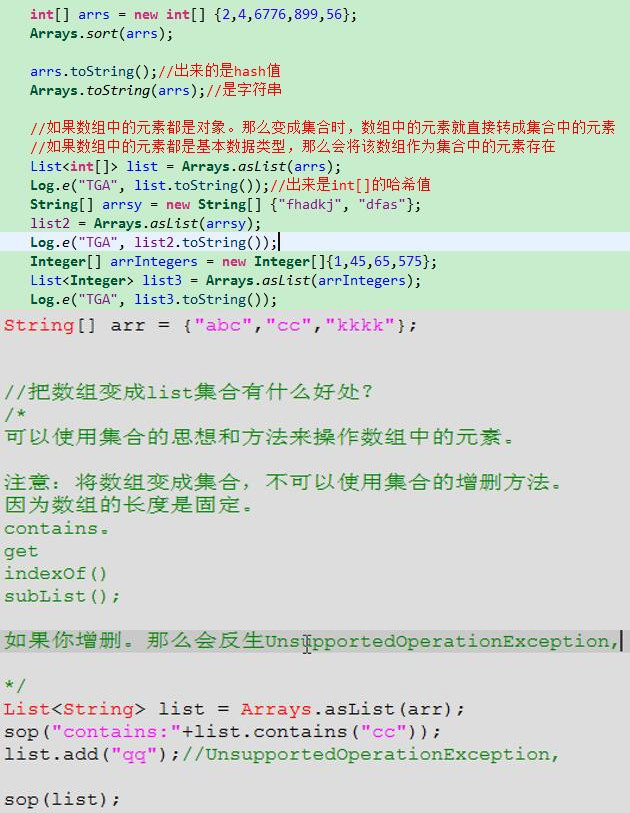 int[] arrs = new int[] {2,4,6776,899,56};
Arrays.sort(arrs);
arrs.toString();//出来的是hash值
Arrays.toString(arrs);//是字符串
//如果数组中的元素都是对象。那么变成集合时，数组中的元素就直接转成集合中的元素
//如果数组中的元素都是基本数据类型，那么会将该数组作为集合中的元素存在
List<int[]> list = Arrays.asList(arrs);
Log.e("TGA", list.toString());//出来是int[]的哈希值
String[] arrsy = new String[] {"fhadkj", "dfas"};
list2 = Arrays.asList(arrsy);
Log.e("TGA", list2.toString());
Integer[] arrIntegers = new Integer[]{1,45,65,575};
List<Integer> list3 = Arrays.asList(arrIntegers);
Log.e("TGA", list3.toString());
String[] arr = {"abc","cc","kkkk"};
//把数组变成list集合有什么好处？
/*
可以使用集合的思想和方法来操作数组中的元素。
注意：将数组变成集合，不可以使用集合的增删方法。
因为数组的长度是固定。
contains。
get
indexOf()
subList();
如果你增删。那么会反生UnsupportedOperationException,
*/
List<String> list = Arrays.asList(arr);
sop("contains:"+list.contains("cc"));
list.add("qq");//UnsupportedOperationException,
sop(list);